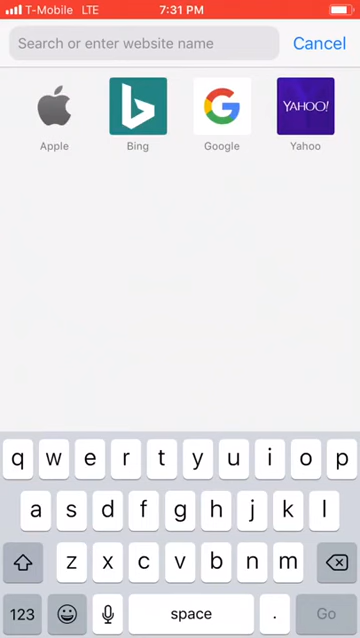 T-Mobile LTE 7:31 PM
Search or enter website name Cancel
YAHOO!
Apple Bing Google Yahoo
q w e r t y u i o p
a s d f g h j k l
z x c v b n m
123 space . Go